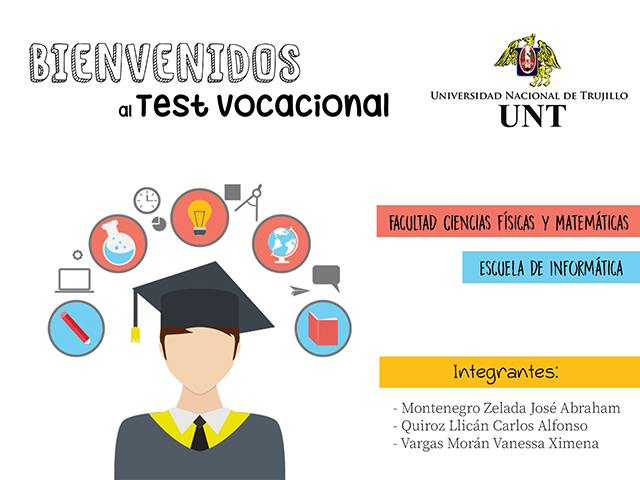 BIENVENIDOS
al Test Vocacional
Universidad Nacional de Trujillo
UNT
FACULTAD CIENCIAS FÍSICAS Y MATEMÁTICAS
ESCUELA DE INFORMÁTICA
Integrantes:
- Montenegro Zelada José Abraham
- Quiroz Llicán Carlos Alfonso
- Vargas Morán Vanessa Ximena